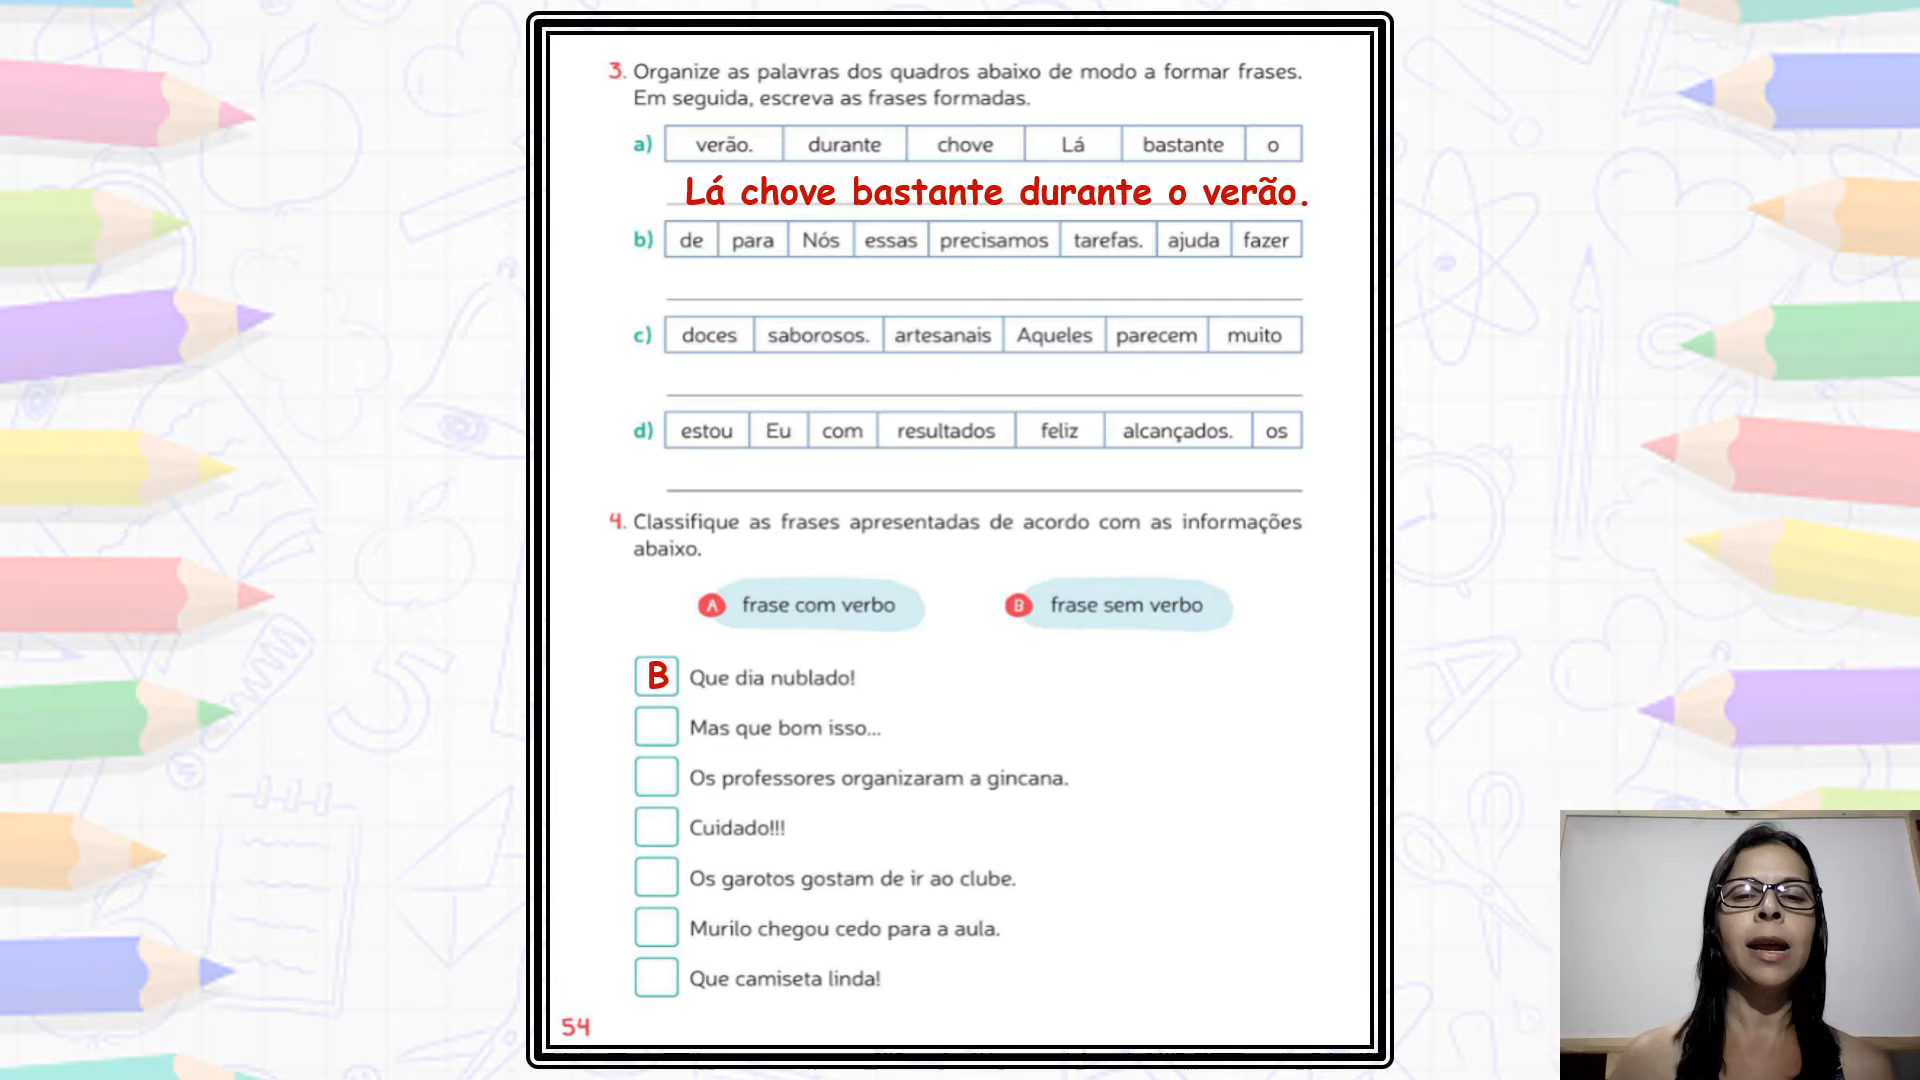 3. Organize as palavras dos quadros abaixo de modo a formar frases.
Em seguida, escreva as frases formadas.
a) verão. durante chove Lá bastante o
Lá chove bastante durante o verão.
b) de para Nós essas precisamos tarefas. ajuda fazer
c) doces saborosos. artesanais Aqueles parecem muito
d) estou Eu com resultados feliz alcançados. os
4. Classifique as frases apresentadas de acordo com as informações
abaixo.
A frase com verbo B frase sem verbo
B Que dia nublado!
Mas que bom isso...
Os professores organizaram a gincana.
Cuidado!!!
Os garotos gostam de ir ao clube.
Murilo chegou cedo para a aula.
Que camiseta linda!
54